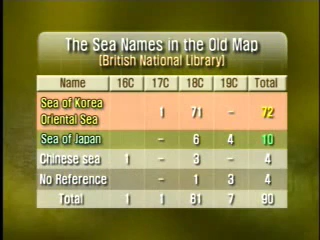 The Sea Names in the Old Map
(British National Library)
Name 16C 17C 18C 19C Total
Sea of Korea
Oriental Sea 1 71 - 72
Sea of Japan - 6 4 10
Chinese sea 1 - 3 - 4
No Reference - 1 3 4
Total 1 1 81 7 90